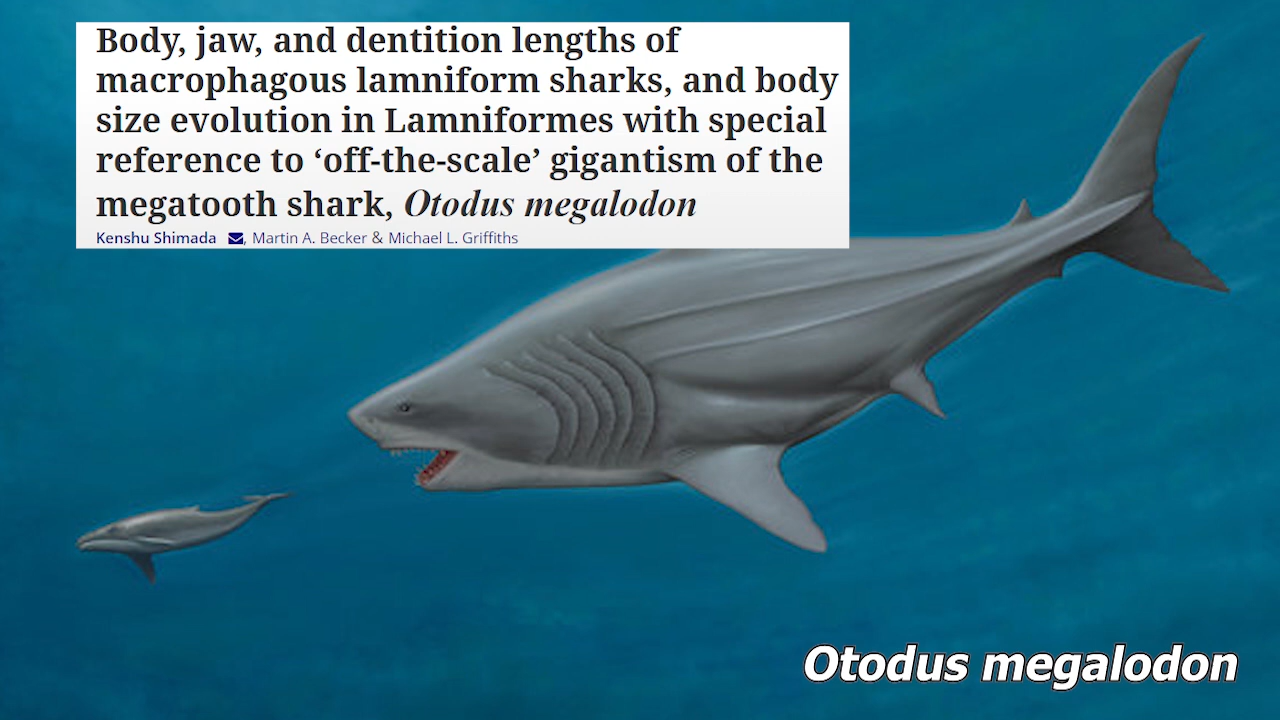 Body, jaw, and dentition lengths of
macrophagous lamniform sharks, and body
size evolution in Lamniformes with special
reference to ‘off-the-scale’ gigantism of the
megatooth shark, Otodus megalodon
Kenshu Shimada , Martin A. Becker & Michael L. Griffiths
Otodus megalodon